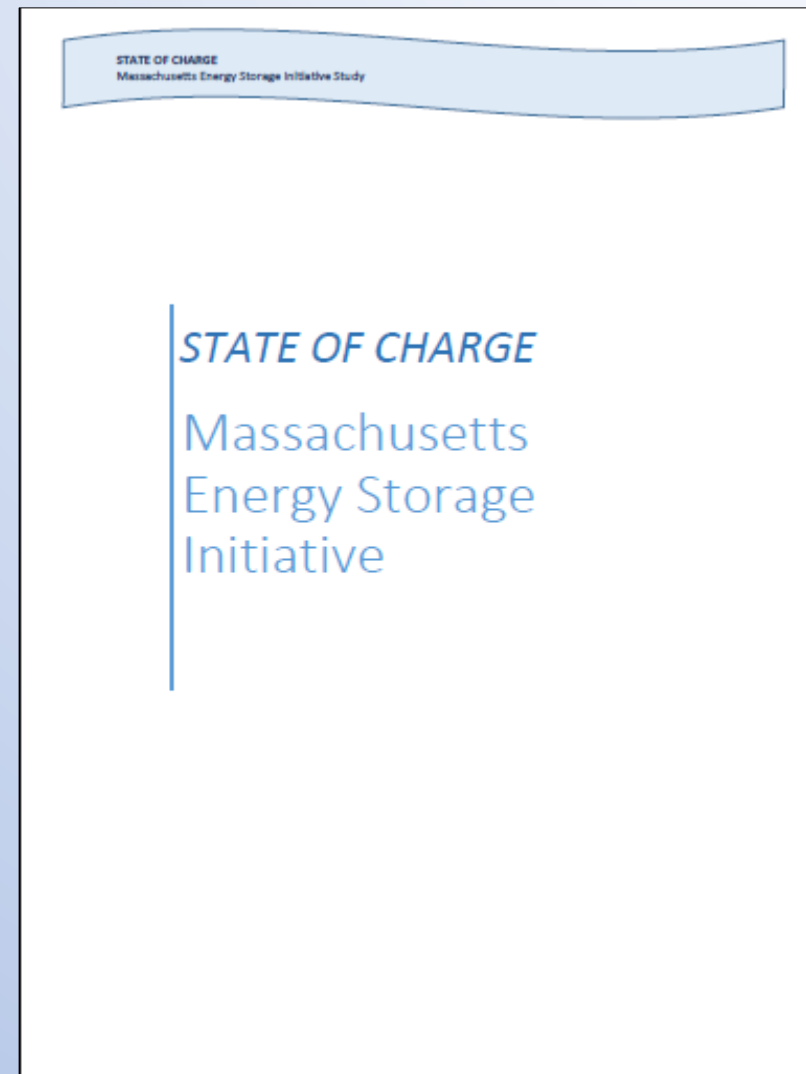 STATE OF CHARGE
Massachusetts Energy Storage Initiative Study
STATE OF CHARGE
Massachusetts
Energy Storage
Initiative